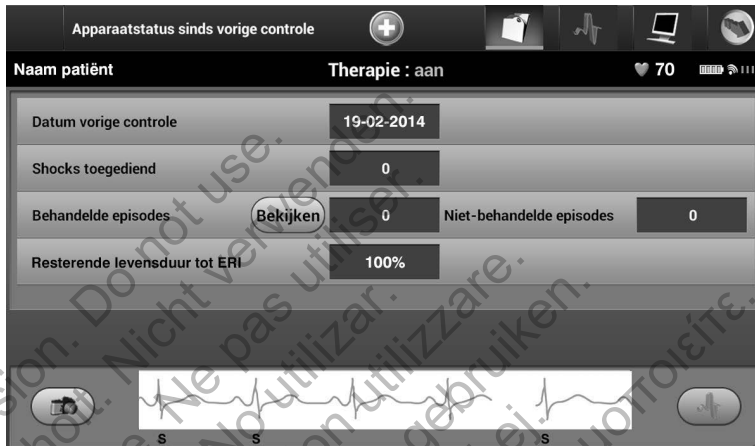 Apparaatstatus sinds vorige controle
Naam patiënt Therapie : aan 70
Datum vorige controle 19-02-2014
Shocks toegediend 0
Behandelde episodes Bekijken 0 Niet-behandelde episodes 0
Resterende levensduur tot ERI 100%
S S S
Do not use.
Nicht verwenden.
Ne pas utiliser.
No utilizar.
utilizzare.
gebruiken.